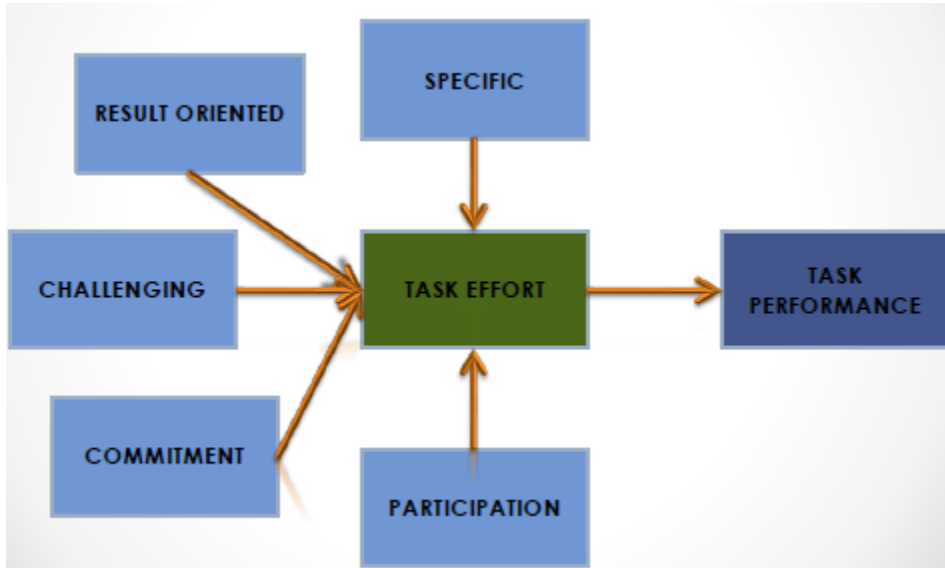 RESULT ORIENTED
SPECIFIC
CHALLENGING
TASK EFFORT
TASK
PERFORMANCE
COMMITMENT
PARTICIPATION